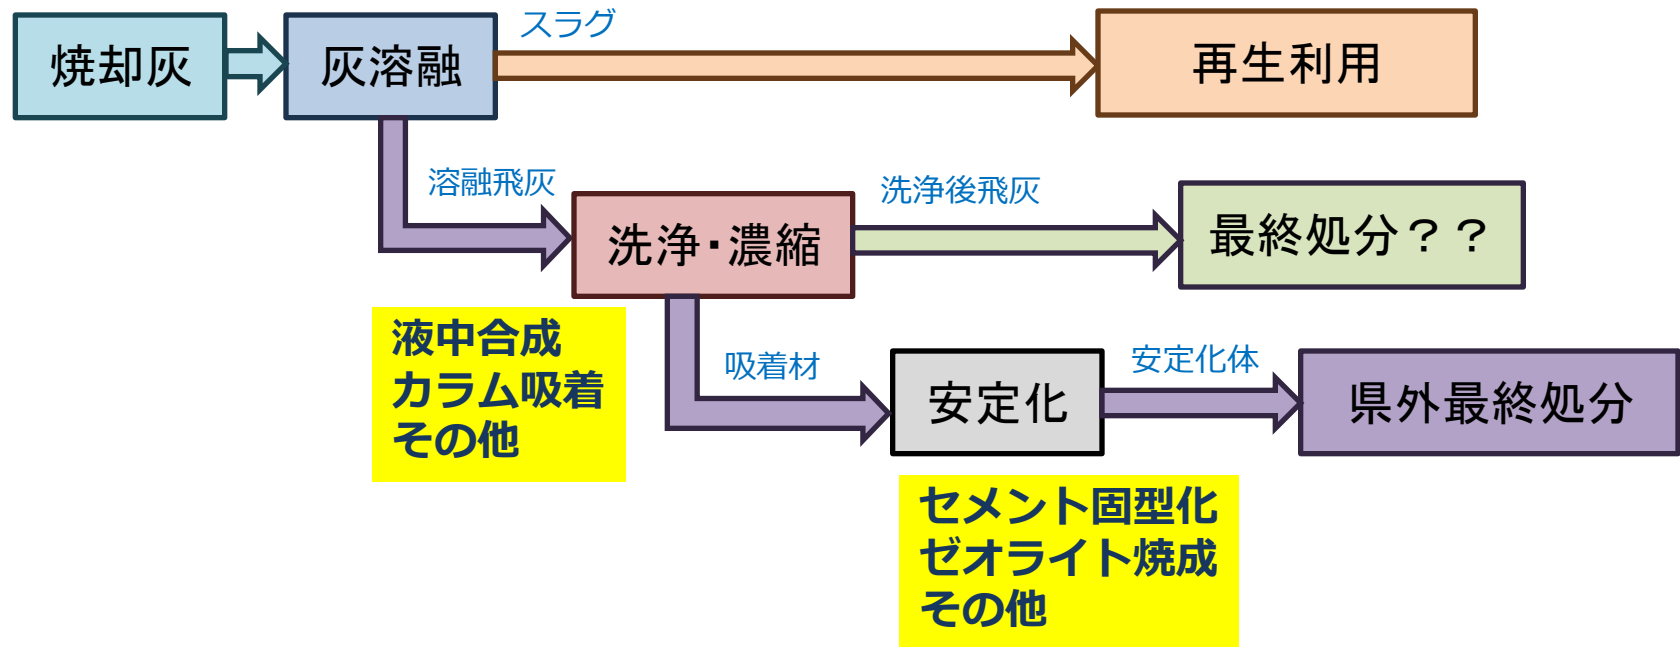 焼却灰
灰溶融
スラグ
再生利用
溶融飛灰
洗浄・濃縮
洗浄後飛灰
最終処分？？
液中合成
カラム吸着
その他
吸着材
安定化
安定化体
県外最終処分
セメント固型化
ゼオライト焼成
その他